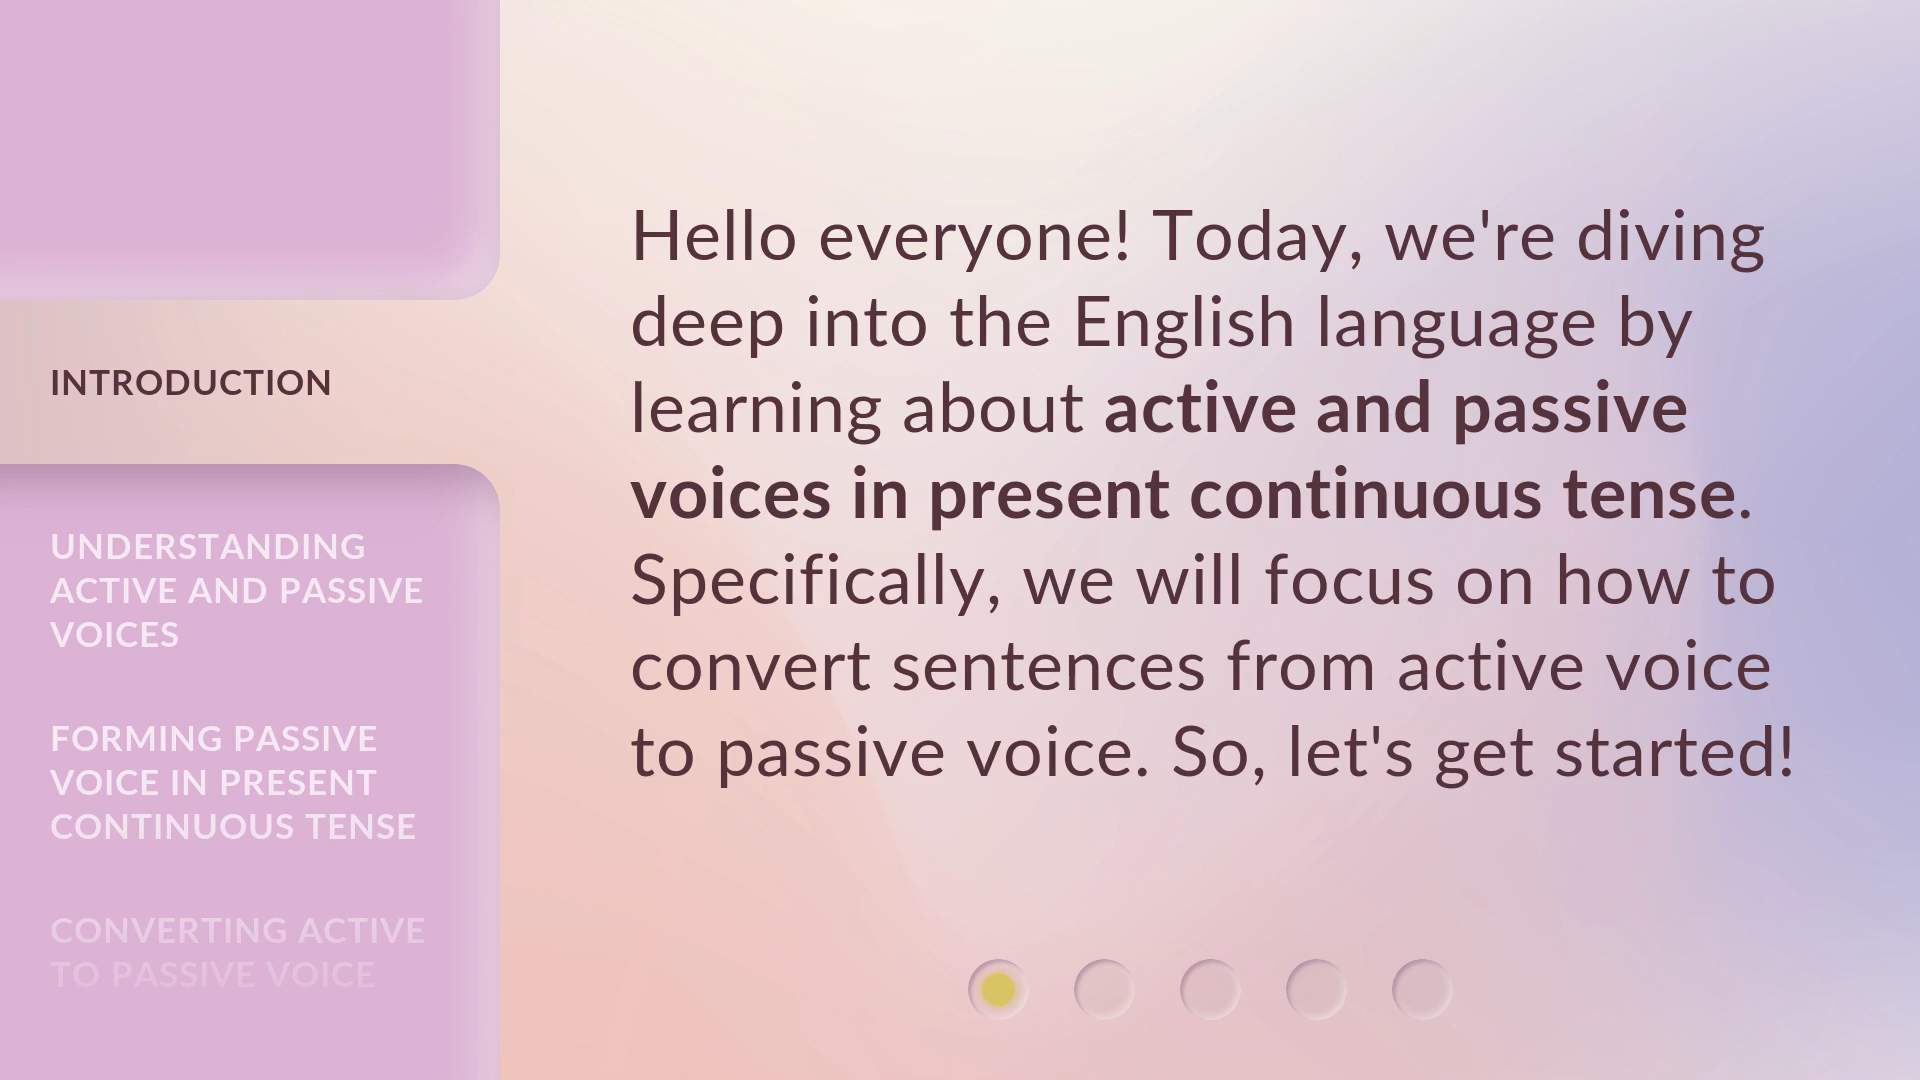 INTRODUCTION
UNDERSTANDING
ACTIVE AND PASSIVE
VOICES
FORMING PASSIVE
VOICE IN PRESENT
CONTINUOUS TENSE
CONVERTING ACTIVE
TO PASSIVE VOICE
Hello everyone! Today, we're diving
deep into the English language by
learning about active and passive
voices in present continuous tense.
Specifically, we will focus on how to
convert sentences from active voice
to passive voice. So, let's get started!